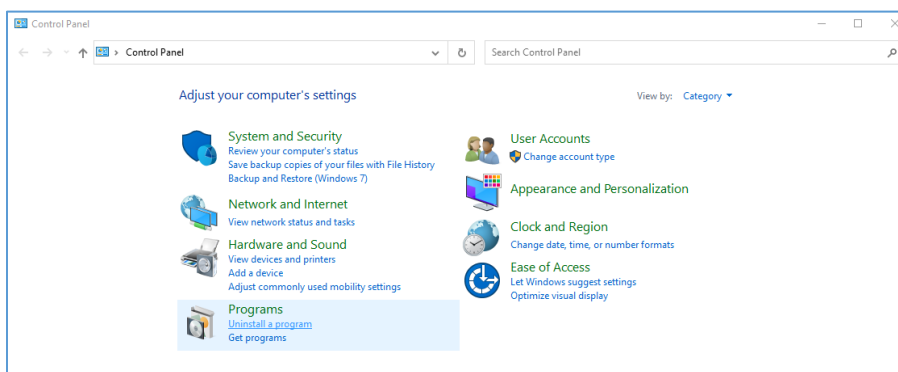 Control Panel
Control Panel
Search Control Panel
Adjust your computer's settings
View by: Category
System and Security
Review your computer's status
Save backup copies of your files with File History
Backup and Restore (Windows 7)
Network and Internet
View network status and tasks
Hardware and Sound
View devices and printers
Add a device
Adjust commonly used mobility settings
Programs
Uninstall a program
Get programs
User Accounts
Change account type
Appearance and Personalization
Clock and Region
Change date, time, or number formats
Ease of Access
Let Windows suggest settings
Optimize visual display